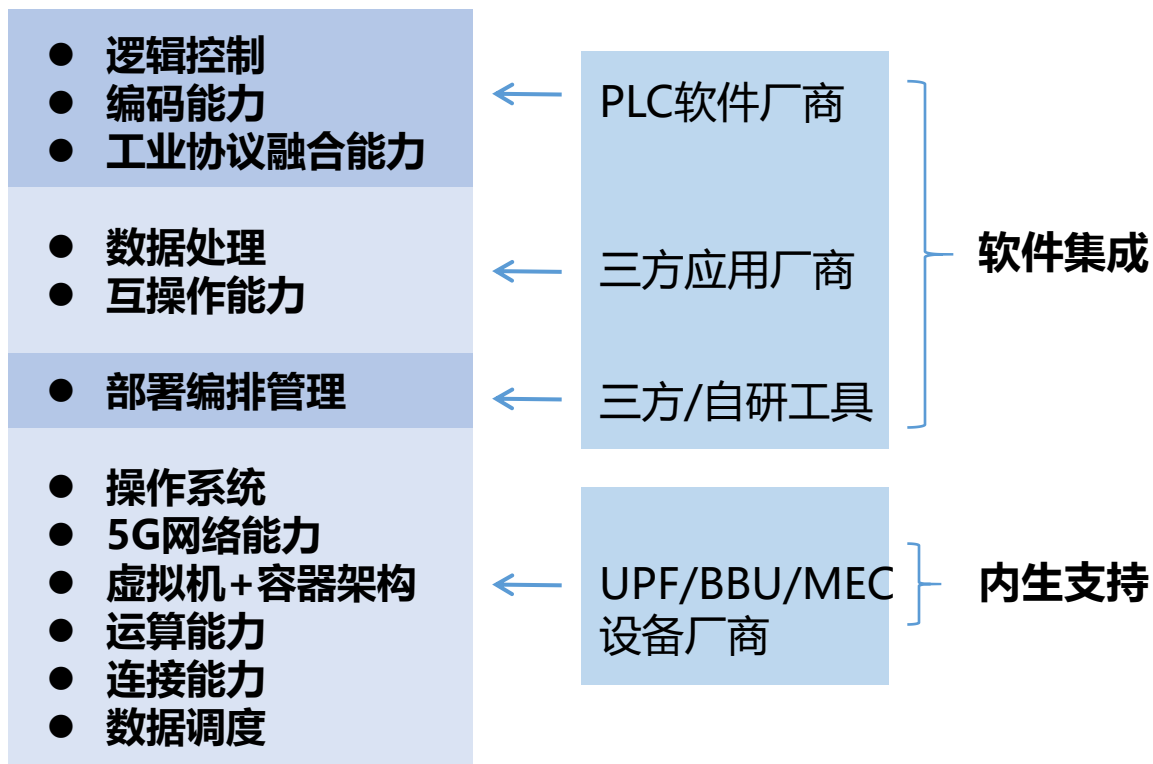 ● 逻辑控制
● 编码能力
● 工业协议融合能力
● 数据处理
● 互操作能力
● 部署编排管理
● 操作系统
● 5G网络能力
● 虚拟机+容器架构
● 运算能力
● 连接能力
● 数据调度
PLC软件厂商
三方应用厂商
三方/自研工具
UPF/BBU/MEC
设备厂商
软件集成
内生支持